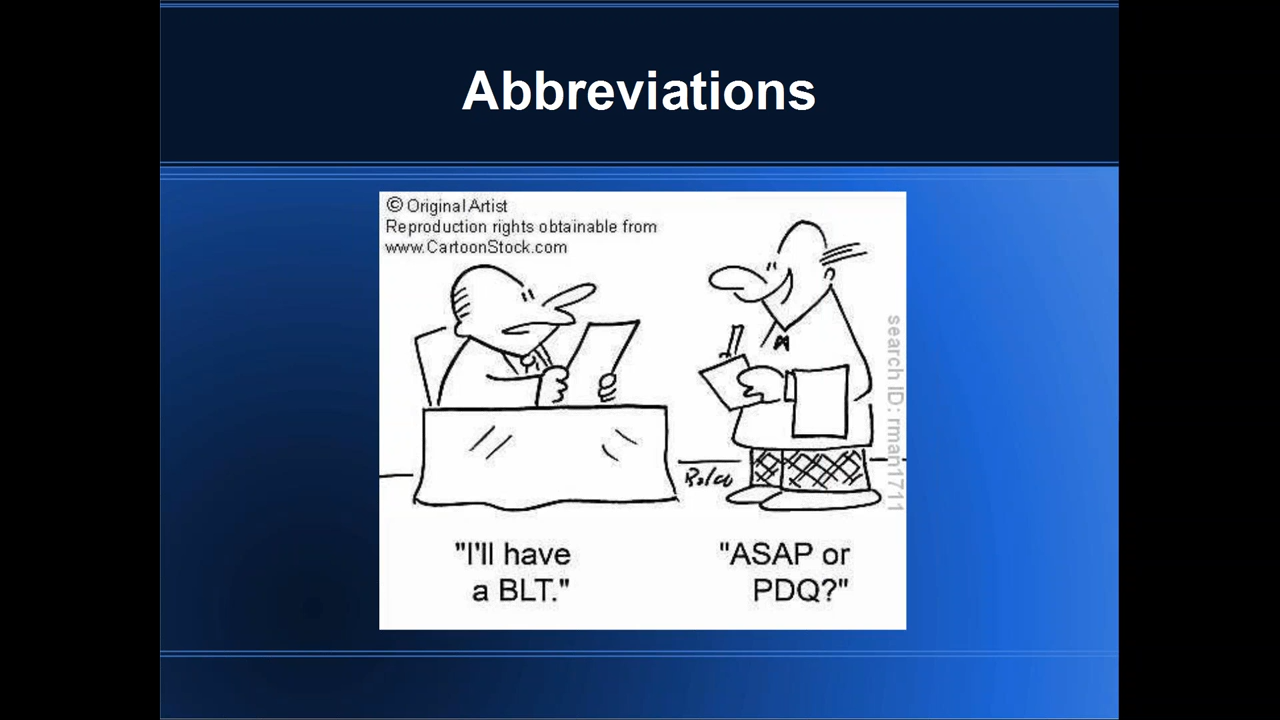 Abbreviations
© Original Artist
Reproduction rights obtainable from
www.CartoonStock.com
search ID: rman1711
"I'll have
a BLT."
"ASAP or
PDQ?"